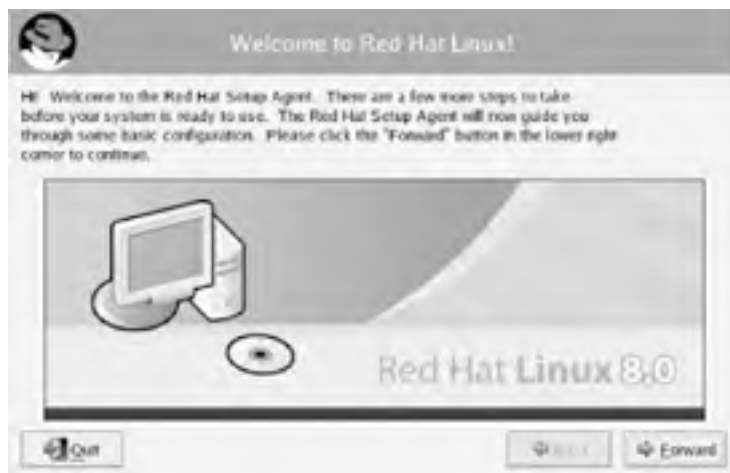 Welcome to Red Hat Linux!
Hi! Welcome to the Red Hat Setup Agent. There are a few more steps to take
before your system is ready to use. The Red Hat Setup Agent will now guide you
through some basic configuration. Please click the "Forward" button in the lower right
corner to continue.
Red Hat Linux 8.0
Quit
Back
Forward